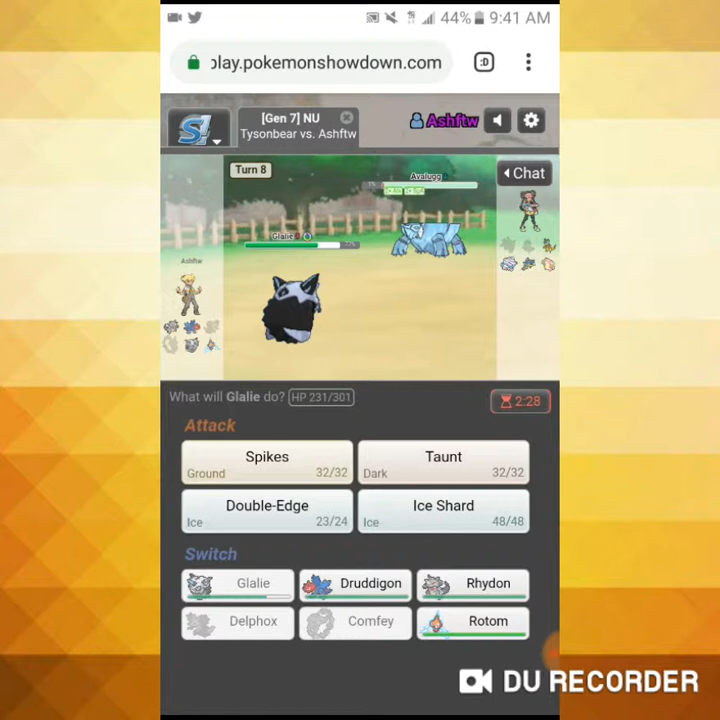 44% 9:41 AM
play.pokemonshowdown.com
:D
[Gen 7] NU
Tysonbear vs. Ashftw
Ashftw
Turn 8
Avalugg
Chat
Glalie
Ashftw
What will Glalie do? HP 231/301
2:28
Attack
Spikes
Ground 32/32
Taunt
Dark 32/32
Double-Edge
Ice 23/24
Ice Shard
Ice 48/48
Switch
Glalie
Druddigon
Rhydon
Delphox
Comfey
Rotom
DU RECORDER